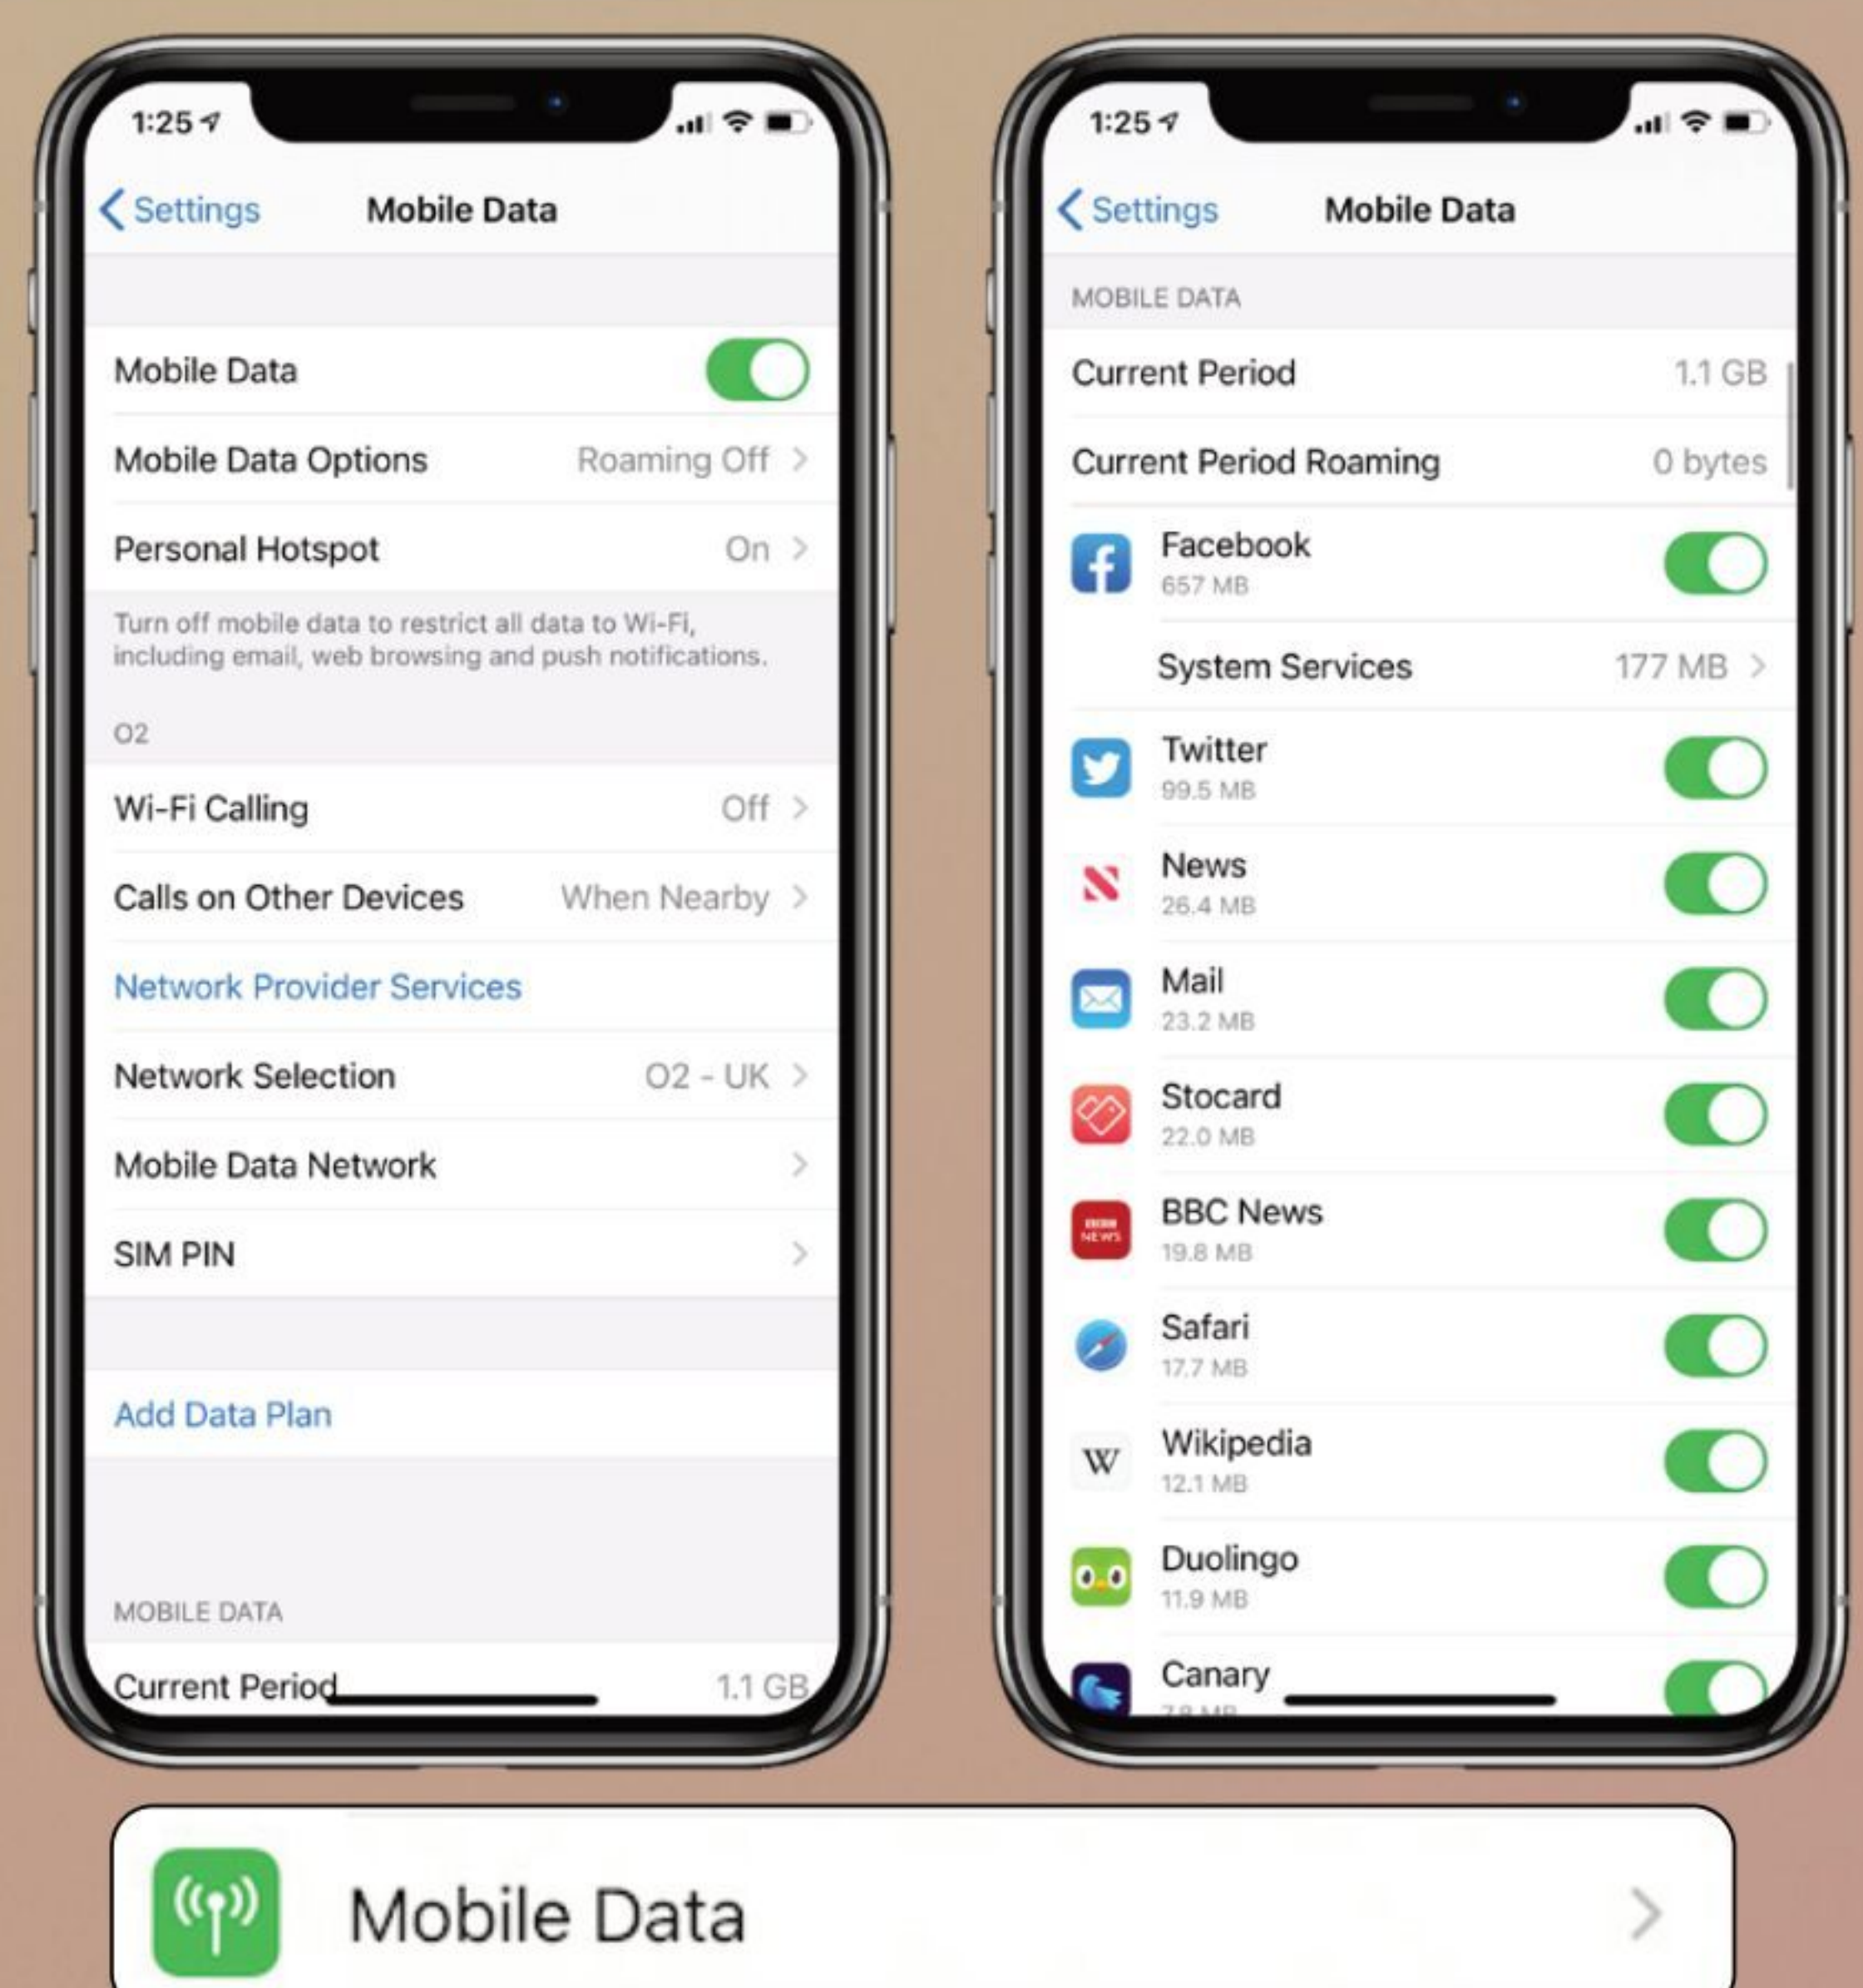 1:25
Settings
Mobile Data
Mobile Data
Mobile Data Options
Roaming Off
Personal Hotspot
On
Turn off mobile data to restrict all data to Wi-Fi,
including email, web browsing and push notifications.
O2
Wi-Fi Calling
Off
Calls on Other Devices
When Nearby
Network Provider Services
Network Selection
O2 - UK
Mobile Data Network
SIM PIN
Add Data Plan
MOBILE DATA
Current Period
1.1 GB
1:25
Settings
Mobile Data
MOBILE DATA
Current Period
1.1 GB
Current Period Roaming
0 bytes
Facebook
657 MB
System Services
177 MB
Twitter
99.5 MB
News
26.4 MB
Mail
23.2 MB
Stocard
22.0 MB
BBC News
NEWS
19.8 MB
Safari
17.7 MB
W
Wikipedia
12.1 MB
Duolingo
11.9 MB
Canary
7.8 MB
Mobile Data